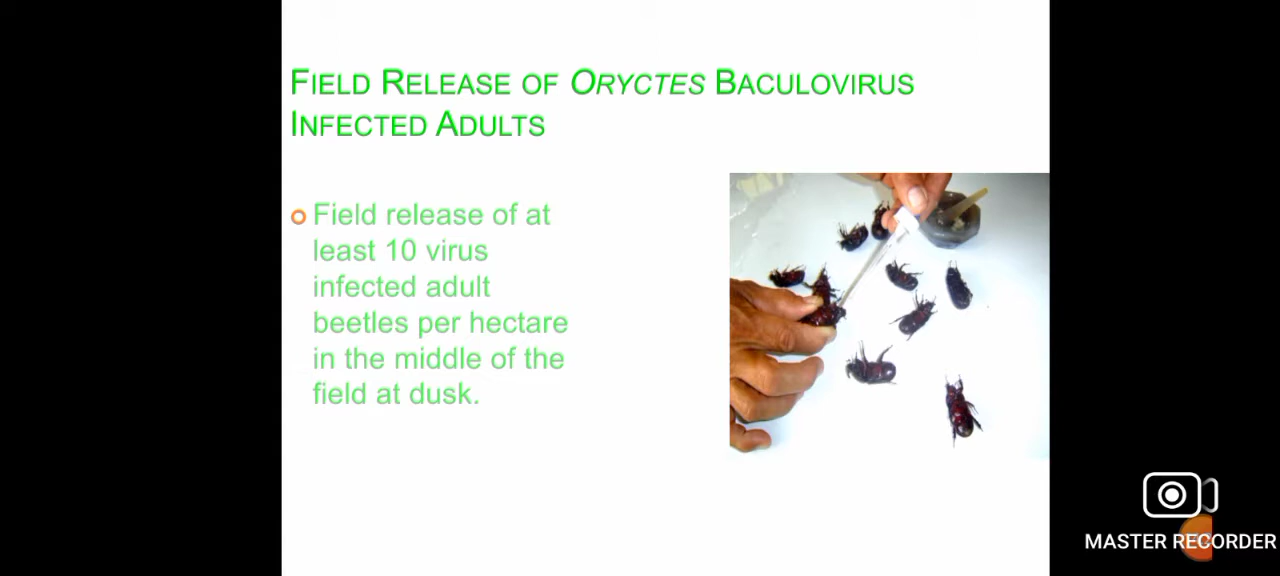 FIELD RELEASE OF ORYCTES BACULOVIRUS
INFECTED ADULTS
Field release of at
least 10 virus
infected adult
beetles per hectare
in the middle of the
field at dusk.
MASTER RECORDER